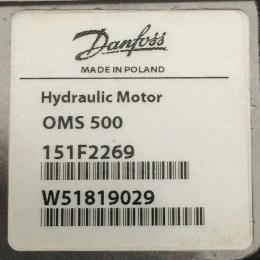 Danfoss
MADE IN POLAND
Hydraulic Motor
OMS 500
151F2269
W51819029